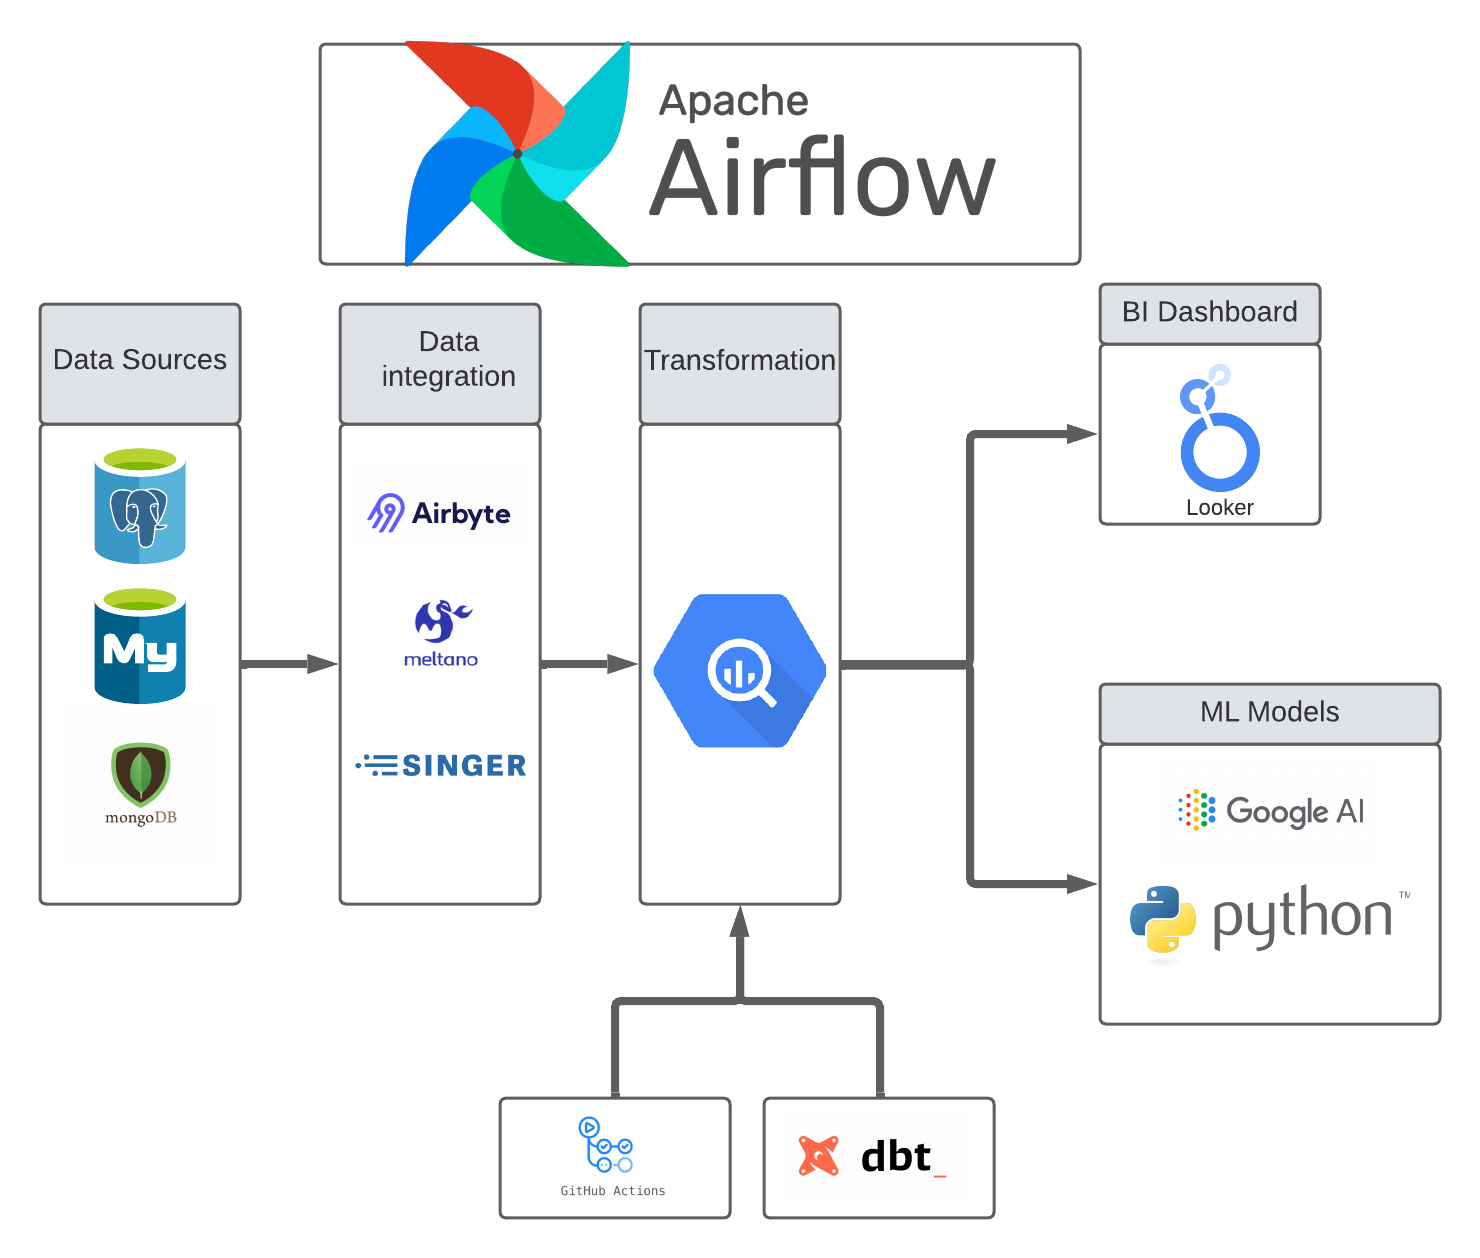 Apache
Airflow
Data Sources
Data
integration
Transformation
BI Dashboard
Airbyte
Looker
My
meltano
SINGER
mongoDB
ML Models
Google AI
python
TM
GitHub Actions
dbt_